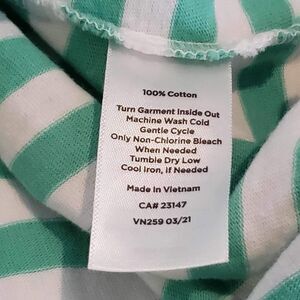 100% Cotton
Turn Garment Inside Out
Machine Wash Cold
Gentle Cycle
Only Non-Chlorine Bleach
When Needed
Tumble Dry Low
Cool Iron, if Needed
Made in Vietnam
CA# 23147
VN259 03/21